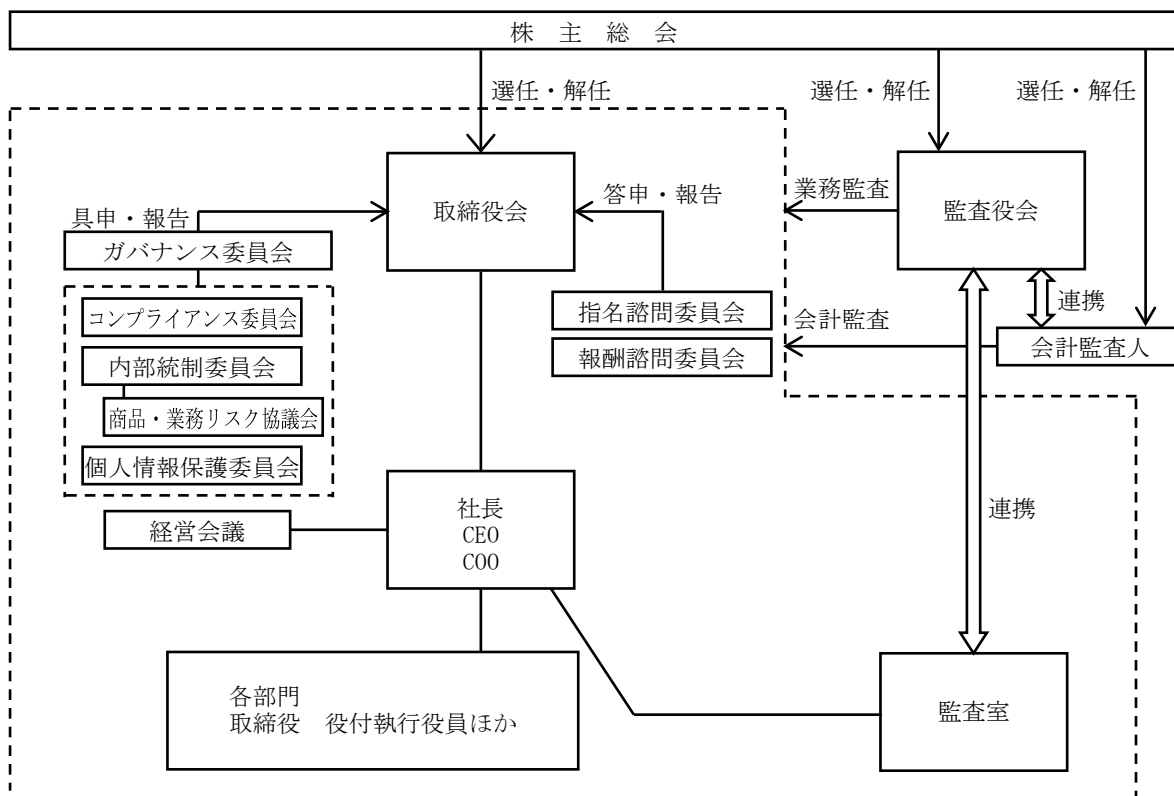 株　主　総　会
選任・解任
選任・解任
選任・解任
取締役会
監査役会
業務監査
答申・報告
具申・報告
ガバナンス委員会
コンプライアンス委員会
内部統制委員会
商品・業務リスク協議会
個人情報保護委員会
指名諮問委員会
報酬諮問委員会
会計監査
連携
会計監査人
社長
CEO
COO
経営会議
連携
各部門
取締役　役付執行役員ほか
監査室